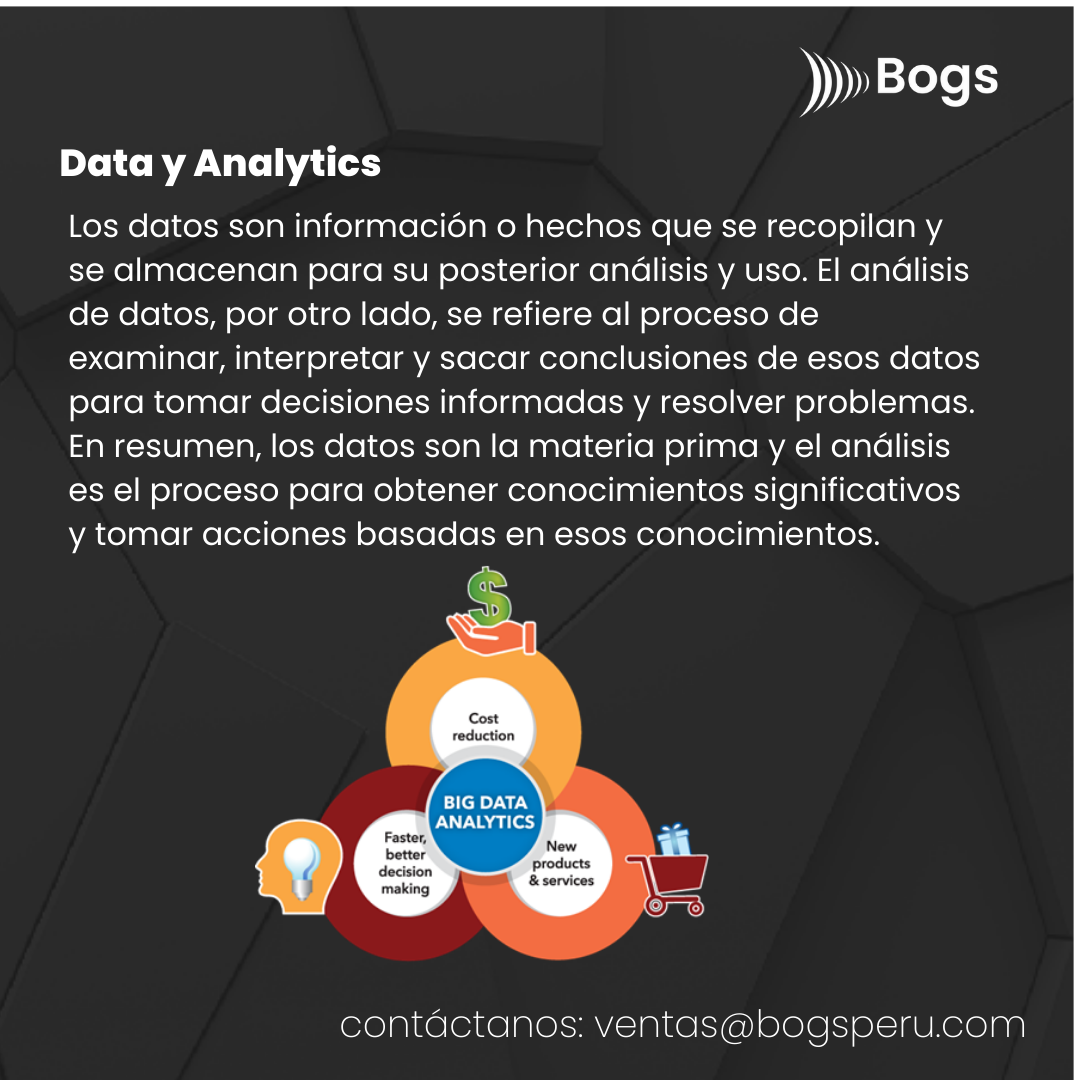 Bogs
Data y Analytics
Los datos son información o hechos que se recopilan y
se almacenan para su posterior análisis y uso. El análisis
de datos, por otro lado, se refiere al proceso de
examinar, interpretar y sacar conclusiones de esos datos
para tomar decisiones informadas y resolver problemas.
En resumen, los datos son la materia prima y el análisis
es el proceso para obtener conocimientos significativos
y tomar acciones basadas en esos conocimientos.
$
Cost
reduction
BIG DATA
ANALYTICS
Faster,
better
decision
making
New
products
& services
contáctanos: ventas@bogsperu.com